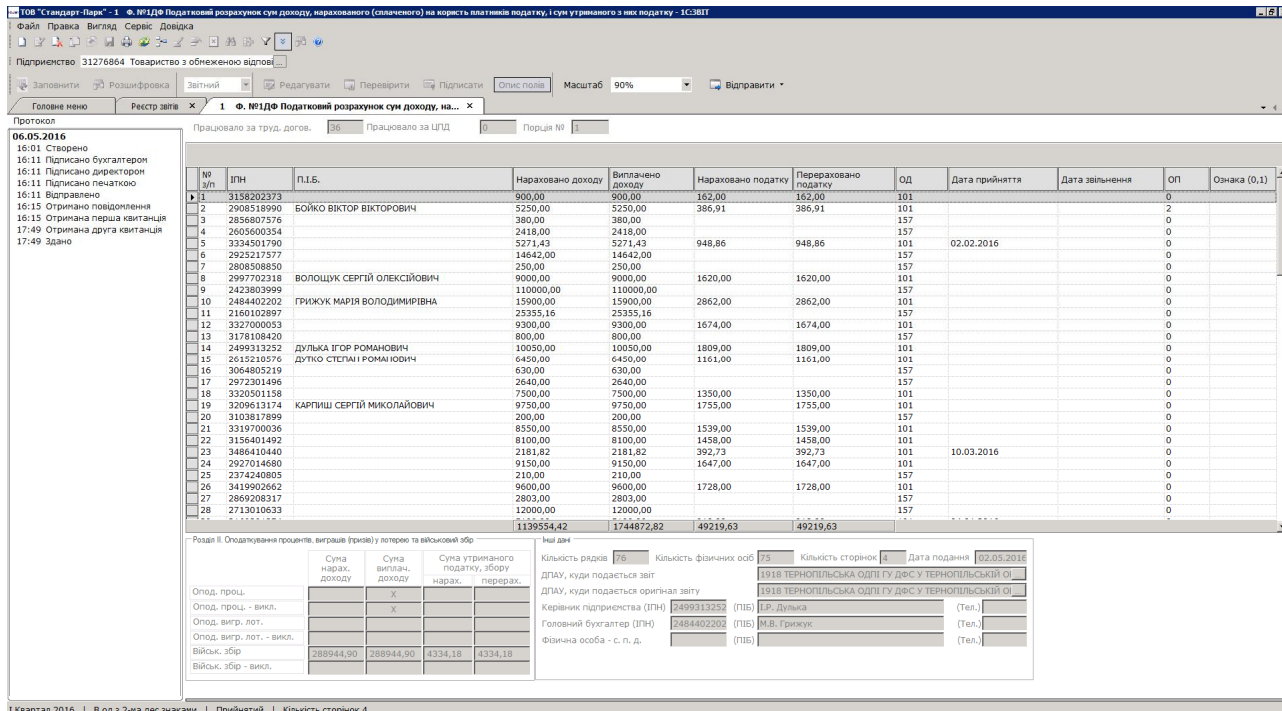 ТОВ "Стандарт-Парк" - 1 Ф. №1ДФ Податковий розрахунок сум доходу, нарахованого (сплаченого) на користь платників податку, і сум утриманого з них податку - 1С:ЗВІТ
Файл Правка Вигляд Сервіс Довідка
Підприємство 31276864 Товариство з обмеженою відпові...
Заповнити Розшифровка Звітний Редагувати Перевірити Підписати Опис полів Масштаб 90% Відправити
Головне меню Реєстр звітів × 1 Ф. №1ДФ Податковий розрахунок сум доходу, на... ×
Протокол
06.05.2016
16:01 Створено
16:11 Підписано бухгалтером
16:11 Підписано директором
16:11 Підписано печаткою
16:11 Відправлено
16:15 Отримано повідомлення
16:15 Отримана перша квитанція
17:49 Отримана друга квитанція
17:49 Здано
Працювало за труд. догов. 36 Працювало за ЦПД 0 Порція № 1
№ з/п ІПН П.І.Б. Нараховано доходу Виплачено доходу Нараховано податку Перераховано податку ОД Дата прийняття Дата звільнення ОП Ознака (0,1)
1 3158202373 900,00 900,00 162,00 162,00 101 0
2 2908518990 БОЙКО ВІКТОР ВІКТОРОВИЧ 5250,00 5250,00 386,91 386,91 101 2
3 2856807576 380,00 380,00 157 0
4 2605600354 2418,00 2418,00 157 0
5 3334501790 5271,43 5271,43 948,86 948,86 101 02.02.2016 0
6 2925217577 14642,00 14642,00 157 0
7 2808508850 250,00 250,00 157 0
8 2997702318 ВОЛОЩУК СЕРГІЙ ОЛЕКСІЙОВИЧ 9000,00 9000,00 1620,00 1620,00 101 0
9 2423803999 110000,00 110000,00 157 0
10 2484402202 ГРИЖУК МАРІЯ ВОЛОДИМИРІВНА 15900,00 15900,00 2862,00 2862,00 101 0
11 2160102897 25355,16 25355,16 157 0
12 3327000053 9300,00 9300,00 1674,00 1674,00 101 0
13 3178108420 800,00 800,00 157 0
14 2499313252 ДУЛЬКА ІГОР РОМАНОВИЧ 10050,00 10050,00 1809,00 1809,00 101 0
15 2615210576 ДУТКО СТЕПАН РОМАНОВИЧ 6450,00 6450,00 1161,00 1161,00 101 0
16 3064805219 630,00 630,00 157 0
17 2972301496 2640,00 2640,00 157 0
18 3320501158 7500,00 7500,00 1350,00 1350,00 101 0
19 3209613174 КАРПИШ СЕРГІЙ МИКОЛАЙОВИЧ 9750,00 9750,00 1755,00 1755,00 101 0
20 3103817899 200,00 200,00 157 0
21 3319700036 8550,00 8550,00 1539,00 1539,00 101 0
22 3156401492 8100,00 8100,00 1458,00 1458,00 101 0
23 3486410440 2181,82 2181,82 392,73 392,73 101 10.03.2016 0
24 2927014680 9150,00 9150,00 1647,00 1647,00 101 0
25 2374240805 210,00 210,00 157 0
26 3419902662 9600,00 9600,00 1728,00 1728,00 101 0
27 2869208317 2803,00 2803,00 157 0
28 2713010633 12000,00 12000,00 157 0
1139554,42 1744872,82 49219,63 49219,63
Розділ II. Оподаткування процентів, виграшів (призів) у лотерею та військовий збір
Сума нарах. доходу Сума виплач. доходу Сума утриманого податку, збору
нарах. перерах.
Опод. проц. X
Опод. проц. - викл. X
Опод. вигр. лот.
Опод. вигр. лот. - викл.
Військ. збір 288944,90 288944,90 4334,18 4334,18
Військ. збір - викл.
Інші дані
Кількість рядків 76 Кількість фізичних осіб 75 Кількість сторінок 4 Дата подання 02.05.2016
ДПАУ, куди подається звіт 1918 ТЕРНОПІЛЬСЬКА ОДПІ ГУ ДФС У ТЕРНОПІЛЬСЬКІЙ ...
ДПАУ, куди подається оригінал звіту 1918 ТЕРНОПІЛЬСЬКА ОДПІ ГУ ДФС У ТЕРНОПІЛЬСЬКІЙ ...
Керівник підприємства (ІПН) 2499313252 (ПІБ) І.Р. Дулька (Тел.)
Головний бухгалтер (ІПН) 2484402202 (ПІБ) М.В. Грижук (Тел.)
Фізична особа - с. п. д. (ПІБ) (Тел.)
І Квартал 2016 | В од з 2-ма дес знаками | Прийнятий | Кількість сторінок 4